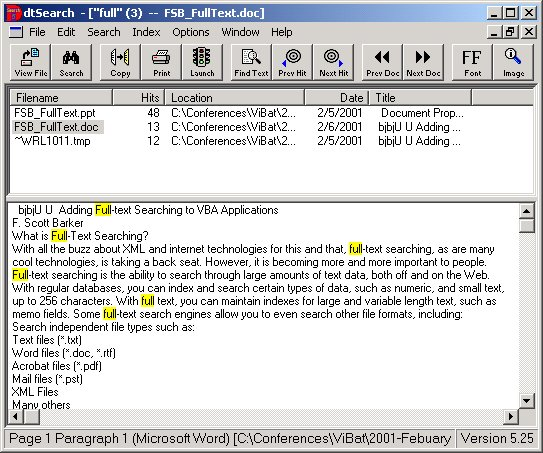 dtSearch - ["full" (3) -- FSB_FullText.doc]
File Edit Search Index Options Window Help
View File Search Copy Print Launch Find Text Prev Hit Next Hit Prev Doc Next Doc FF Font Image
Filename Hits Location Date Title
FSB_FullText.ppt 48 C:\Conferences\ViBat\2... 2/5/2001 Document Prop...
FSB_FullText.doc 13 C:\Conferences\ViBat\2... 2/6/2001 bjbjU U Adding ...
~WRL1011.tmp 12 C:\Conferences\ViBat\2... 2/5/2001 bjbjU U Adding ...
bjbjU U Adding Full-text Searching to VBA Applications
F. Scott Barker
What is Full-Text Searching?
With all the buzz about XML and internet technologies for this and that, full-text searching, as are many
cool technologies, is taking a back seat. However, it is becoming more and more important to people.
Full-text searching is the ability to search through large amounts of text data, both off and on the Web.
With regular databases, you can index and search certain types of data, such as numeric, and small text,
up to 256 characters. With full text, you can maintain indexes for large and variable length text, such as
memo fields. Some full-text search engines allow you to even search other file formats, including:
Search independent file types such as:
Text files (*.txt)
Word files (*.doc, *.rtf)
Acrobat files (*.pdf)
Mail files (*.pst)
XML Files
Many others
Page 1 Paragraph 1 (Microsoft Word) [C:\Conferences\ViBat\2001-Febuary Version 5.25